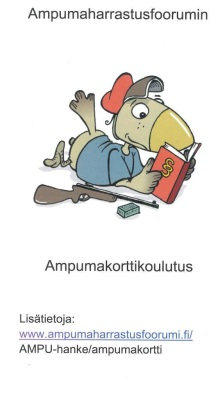 Ampumaharrastusfoorumin
Ampumakorttikoulutus
Lisätietoja:
www.ampumaharrastusfoorumi.fi/
AMPU-hanke/ampumakortti